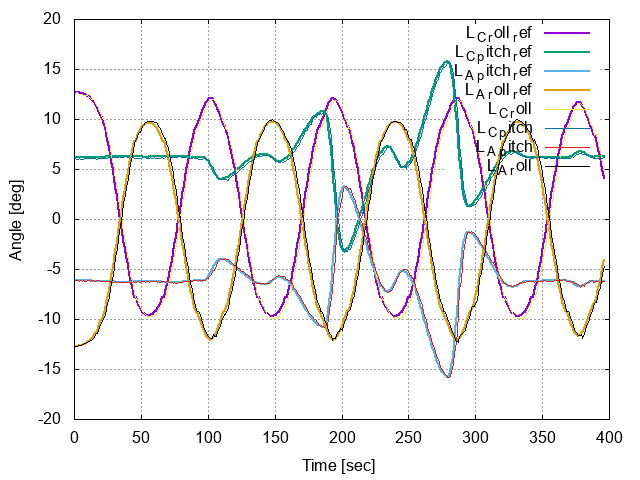 20
15
10
5
0
-5
-10
-15
-20
0 50 100 150 200 250 300 350 400
Angle [deg]
Time [sec]
L_Croll_ref
L_Cpitch_ref
L_Apitch_ref
L_Aroll_ref
L_Croll
L_Cpitch
L_Apitch
L_Aroll